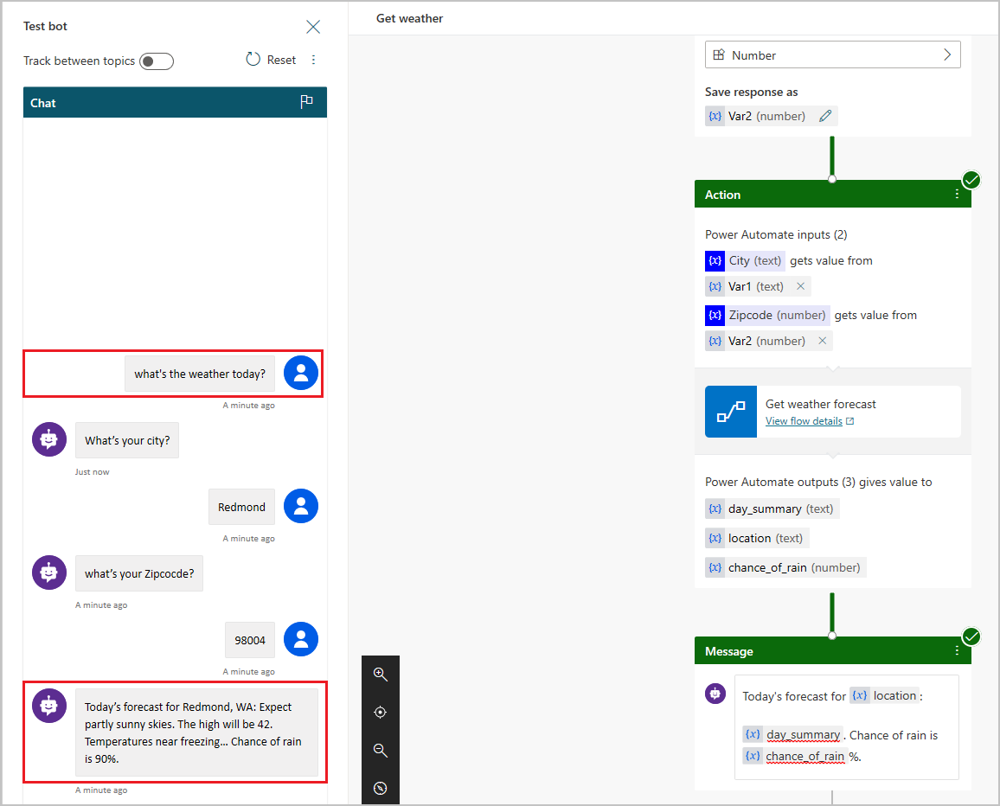 Test bot
Track between topics
Reset
Chat
what's the weather today?
A minute ago
What's your city?
Just now
Redmond
A minute ago
what's your Zipcocde?
A minute ago
98004
A minute ago
Today's forecast for Redmond, WA: Expect
partly sunny skies. The high will be 42.
Temperatures near freezing... Chance of rain
is 90%.
A minute ago
Get weather
Number
Save response as
{x} Var2 (number)
Action
Power Automate inputs (2)
{x} City (text) gets value from
{x} Var1 (text)
{x} Zipcode (number) gets value from
{x} Var2 (number)
Get weather forecast
View flow details
Power Automate outputs (3) gives value to
{x} day_summary (text)
{x} location (text)
{x} chance_of_rain (number)
Message
Today's forecast for {x} location :
{x} day_summary . Chance of rain is
{x} chance_of_rain %.